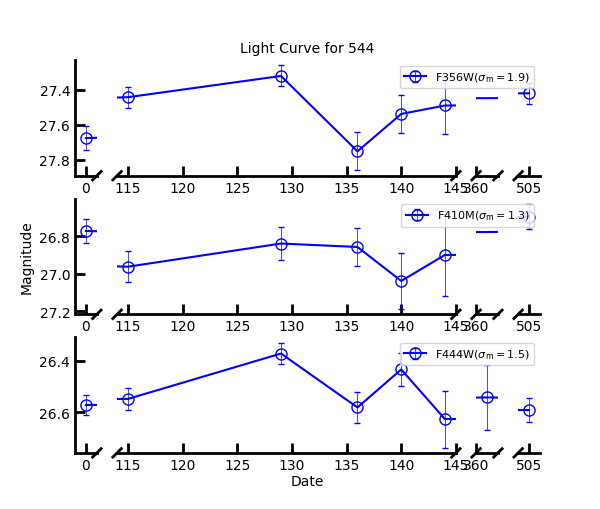 Light Curve for 544
F356W(σm = 1.9)
27.4
27.6
27.8
0 115 120 125 130 135 140 145 360 505
F410M(σm = 1.3)
26.8
27.0
27.2
0 115 120 125 130 135 140 145 360 505
Magnitude
F444W(σm = 1.5)
26.4
26.6
0 115 120 125 130 135 140 145 360 505
Date